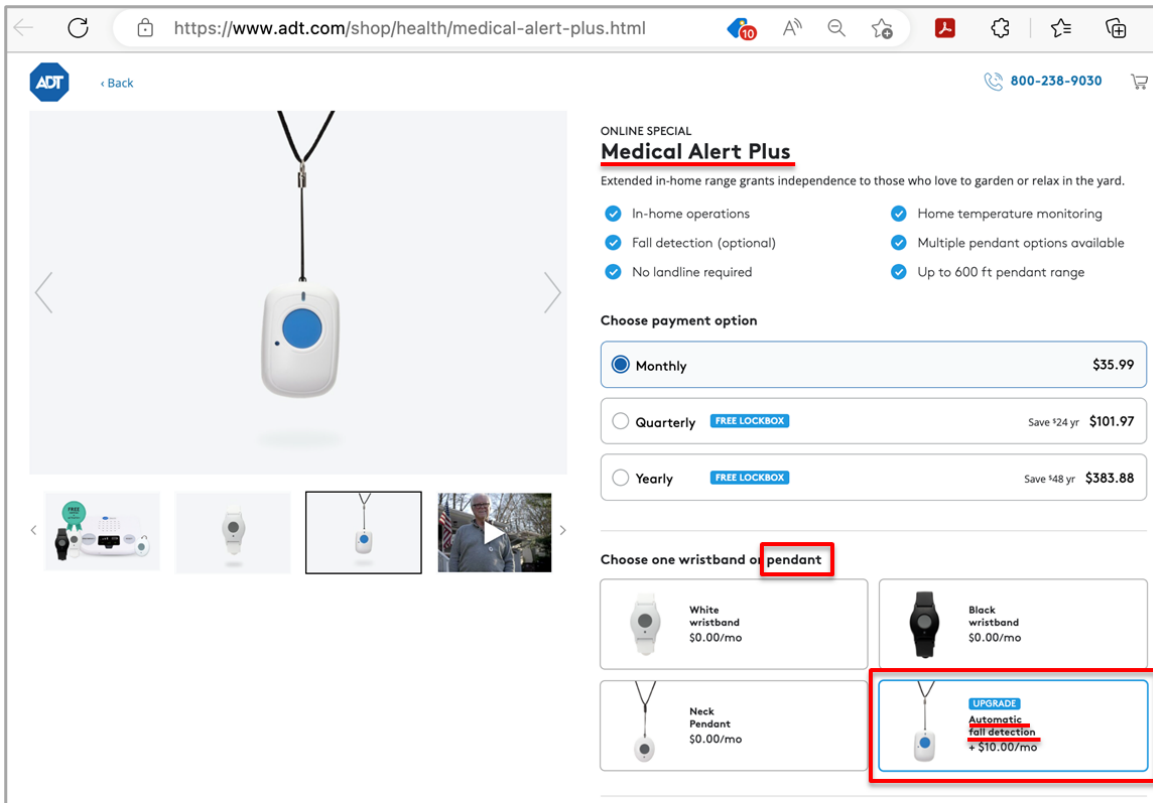 https://www.adt.com/shop/health/medical-alert-plus.html
10
ADT
‹ Back
800-238-9030
ONLINE SPECIAL
Medical Alert Plus
Extended in-home range grants independence to those who love to garden or relax in the yard.
In-home operations
Home temperature monitoring
Fall detection (optional)
Multiple pendant options available
No landline required
Up to 600 ft pendant range
Choose payment option
Monthly $35.99
Quarterly FREE LOCKBOX Save $24 yr $101.97
Yearly FREE LOCKBOX Save $48 yr $383.88
FREE
Choose one wristband or pendant
White
wristband
$0.00/mo
Black
wristband
$0.00/mo
Neck
Pendant
$0.00/mo
UPGRADE
Automatic
fall detection
+ $10.00/mo